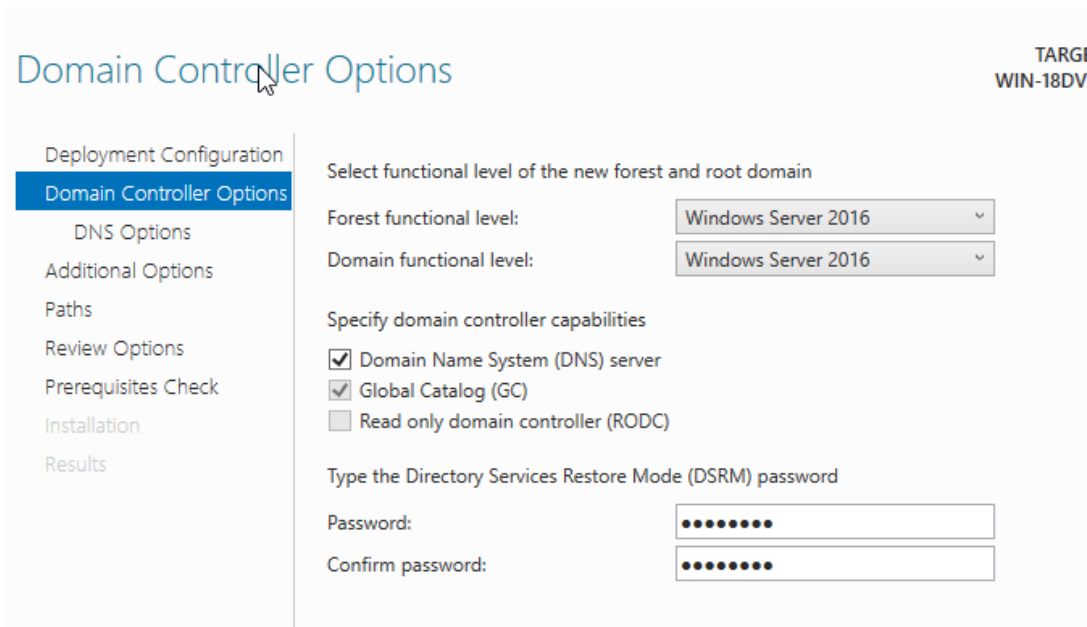 Domain Controller Options
TARGE
WIN-18DV
Deployment Configuration
Domain Controller Options
DNS Options
Additional Options
Paths
Review Options
Prerequisites Check
Installation
Results
Select functional level of the new forest and root domain
Forest functional level: Windows Server 2016
Domain functional level: Windows Server 2016
Specify domain controller capabilities
Domain Name System (DNS) server
Global Catalog (GC)
Read only domain controller (RODC)
Type the Directory Services Restore Mode (DSRM) password
Password: ●●●●●●●●
Confirm password: ●●●●●●●●